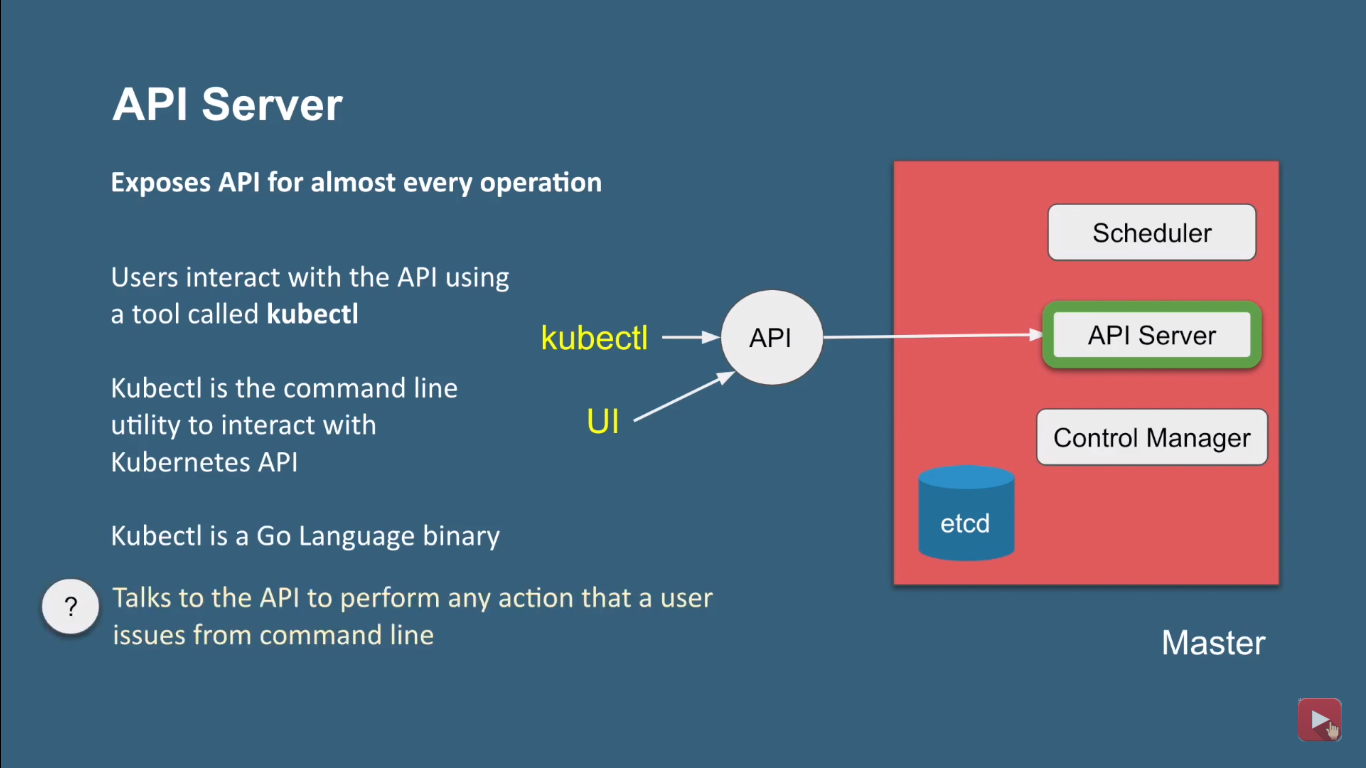 API Server
Exposes API for almost every operation
Users interact with the API using
a tool called kubectl
Kubectl is the command line
utility to interact with
Kubernetes API
Kubectl is a Go Language binary
?
Talks to the API to perform any action that a user
issues from command line
kubectl
UI
API
Scheduler
API Server
Control Manager
etcd
Master